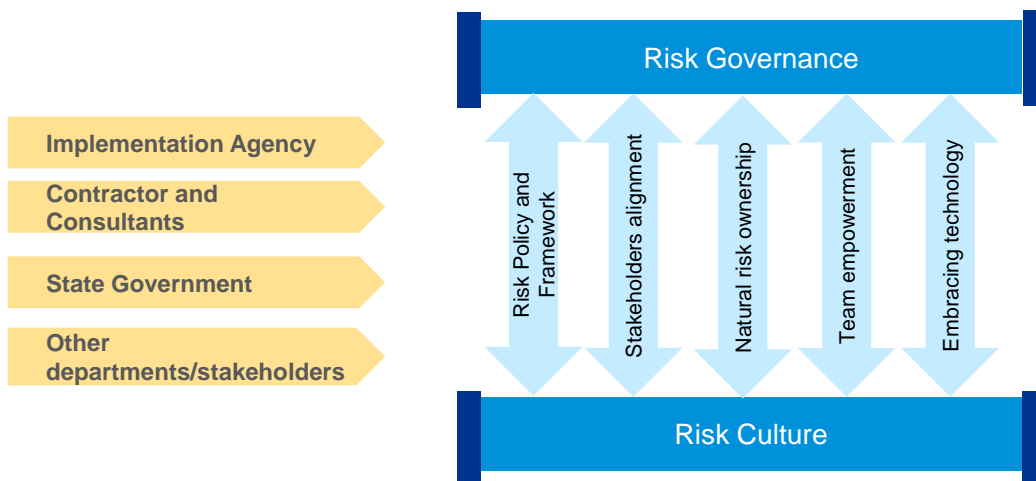 Risk Governance
Implementation Agency
Contractor and
Consultants
State Government
Other
departments/stakeholders
Risk Policy and
Framework
Stakeholders alignment
Natural risk ownership
Team empowerment
Embracing technology
Risk Culture